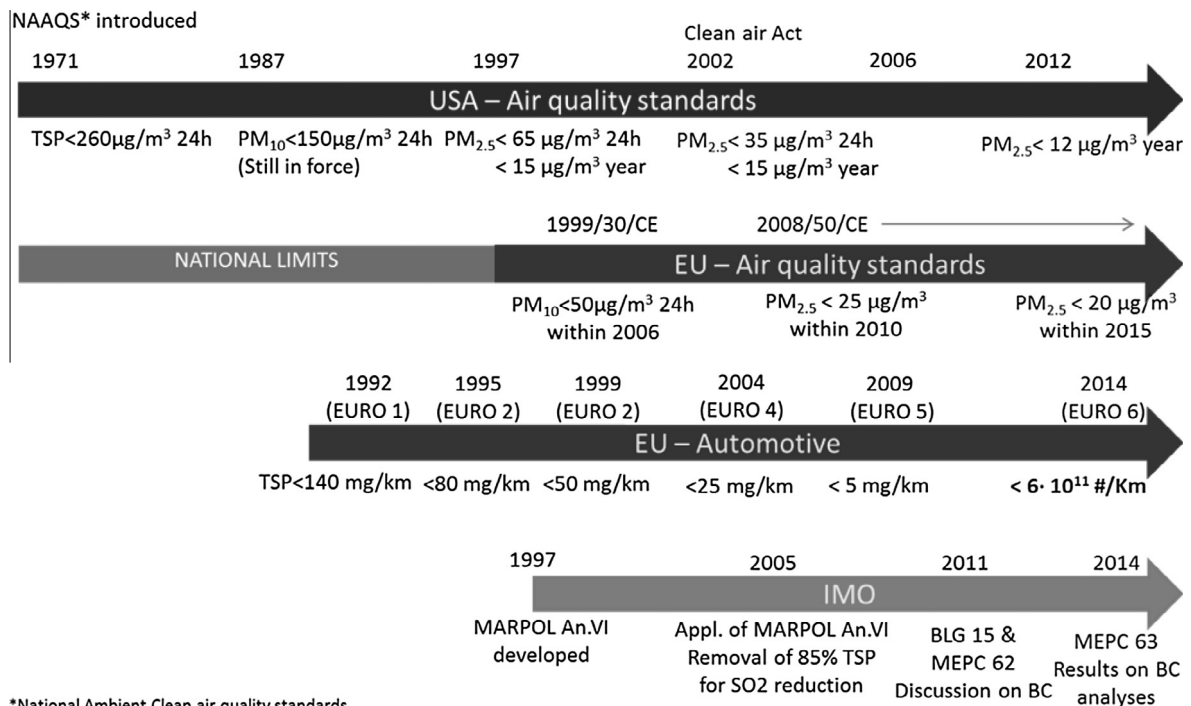 NAAQS* introduced
Clean air Act
1971 1987 1997 2002 2006 2012
USA – Air quality standards
TSP<260µg/m³ 24h PM₁₀<150µg/m³ 24h PM₂.₅< 65 µg/m³ 24h PM₂.₅< 35 µg/m³ 24h PM₂.₅< 12 µg/m³ year
(Still in force) < 15 µg/m³ year < 15 µg/m³ year
1999/30/CE 2008/50/CE
NATIONAL LIMITS EU – Air quality standards
PM₁₀<50µg/m³ 24h PM₂.₅ < 25 µg/m³ PM₂.₅ < 20 µg/m³
within 2006 within 2010 within 2015
1992 1995 1999 2004 2009 2014
(EURO 1) (EURO 2) (EURO 2) (EURO 4) (EURO 5) (EURO 6)
EU – Automotive
TSP<140 mg/km <80 mg/km <50 mg/km <25 mg/km < 5 mg/km < 6· 10¹¹ #/Km
1997 2005 2011 2014
IMO
MARPOL An.VI Appl. of MARPOL An.VI BLG 15 & MEPC 63
developed Removal of 85% TSP MEPC 62 Results on BC
for SO2 reduction Discussion on BC analyses
*National Ambient Clean air quality standards